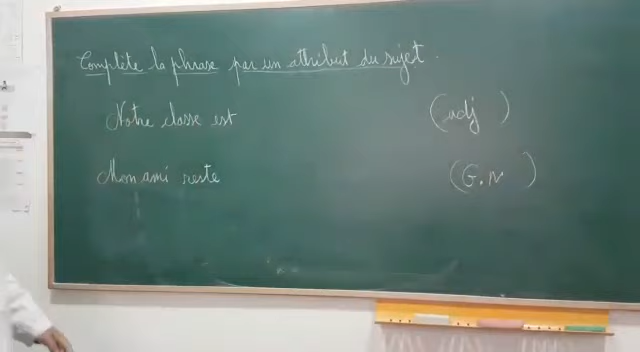 Complète la phrase par un attribut du sujet.
Notre classe est (adj)
Mon ami reste (G.N)